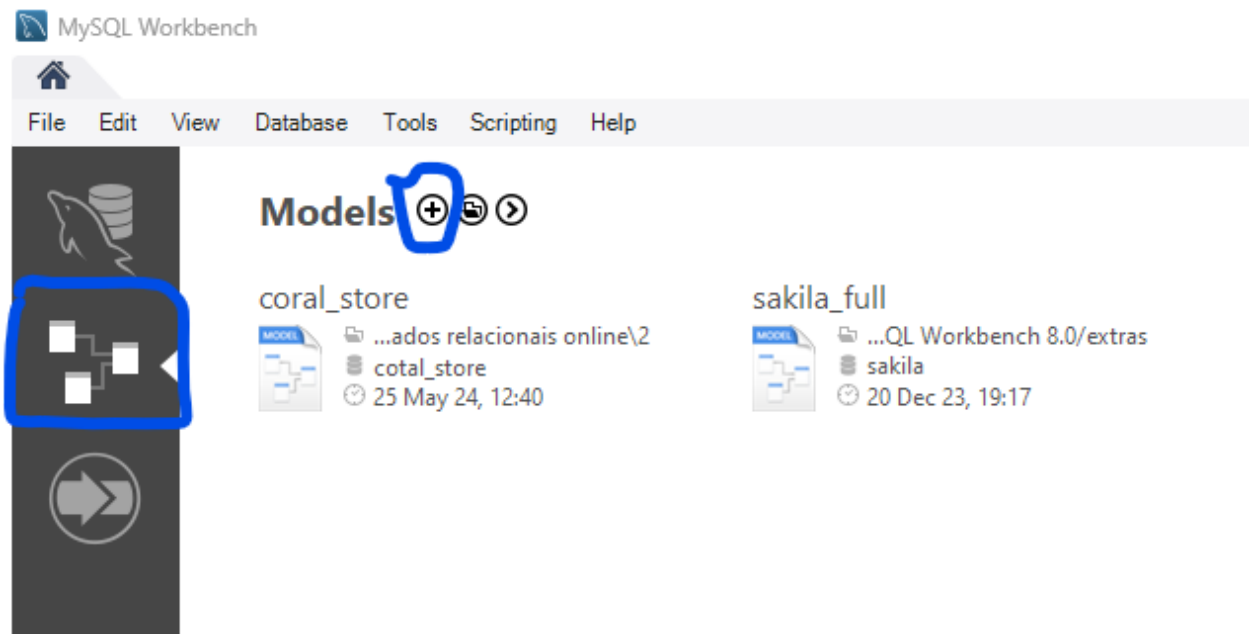 MySQL Workbench
File Edit View Database Tools Scripting Help
Models
coral_store
MODEL
...ados relacionais online\2
cotal_store
25 May 24, 12:40
sakila_full
MODEL
...QL Workbench 8.0/extras
sakila
20 Dec 23, 19:17